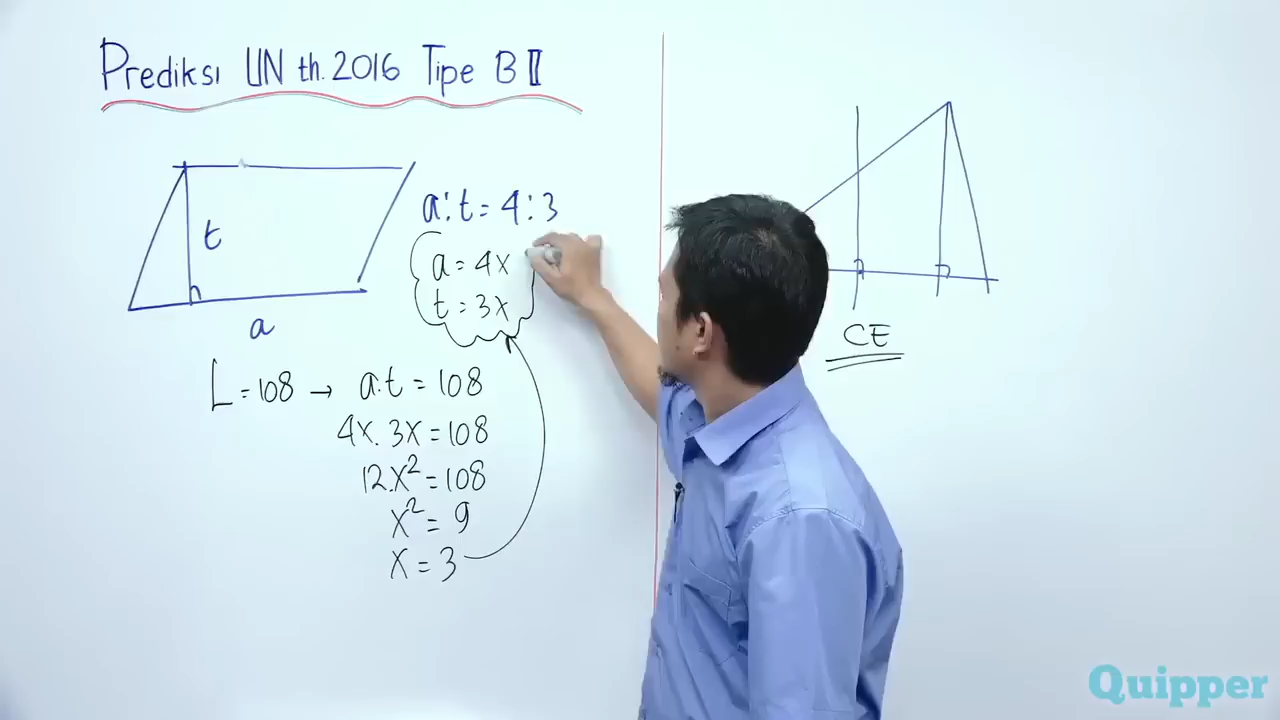 Prediksi UN th. 2016 Tipe B II
t
a
a : t = 4 : 3
a = 4x
t = 3x
L = 108 → a.t = 108
4x. 3x = 108
12.x² = 108
x² = 9
x = 3
CE
Quipper